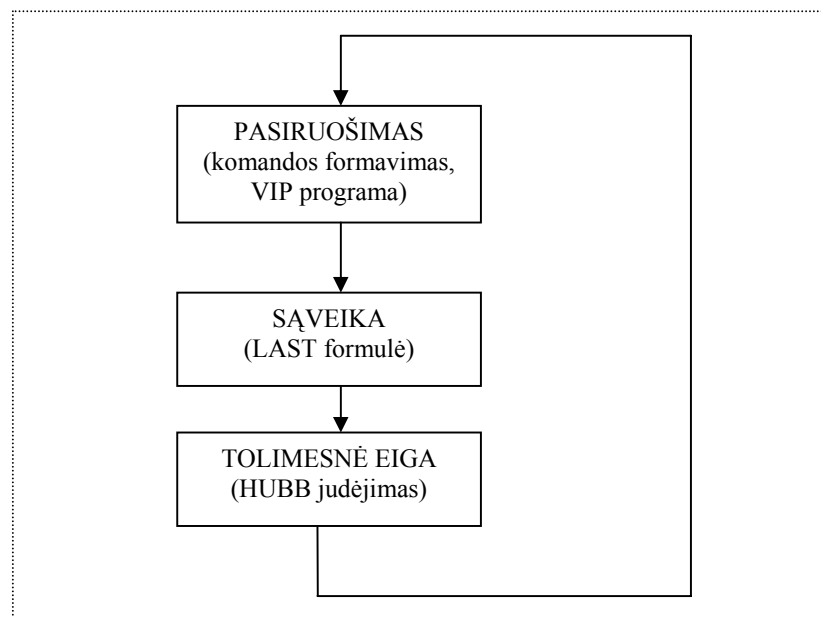 PASIRUOŠIMAS
(komandos formavimas,
VIP programa)
SĄVEIKA
(LAST formulė)
TOLIMESNĖ EIGA
(HUBB judėjimas)